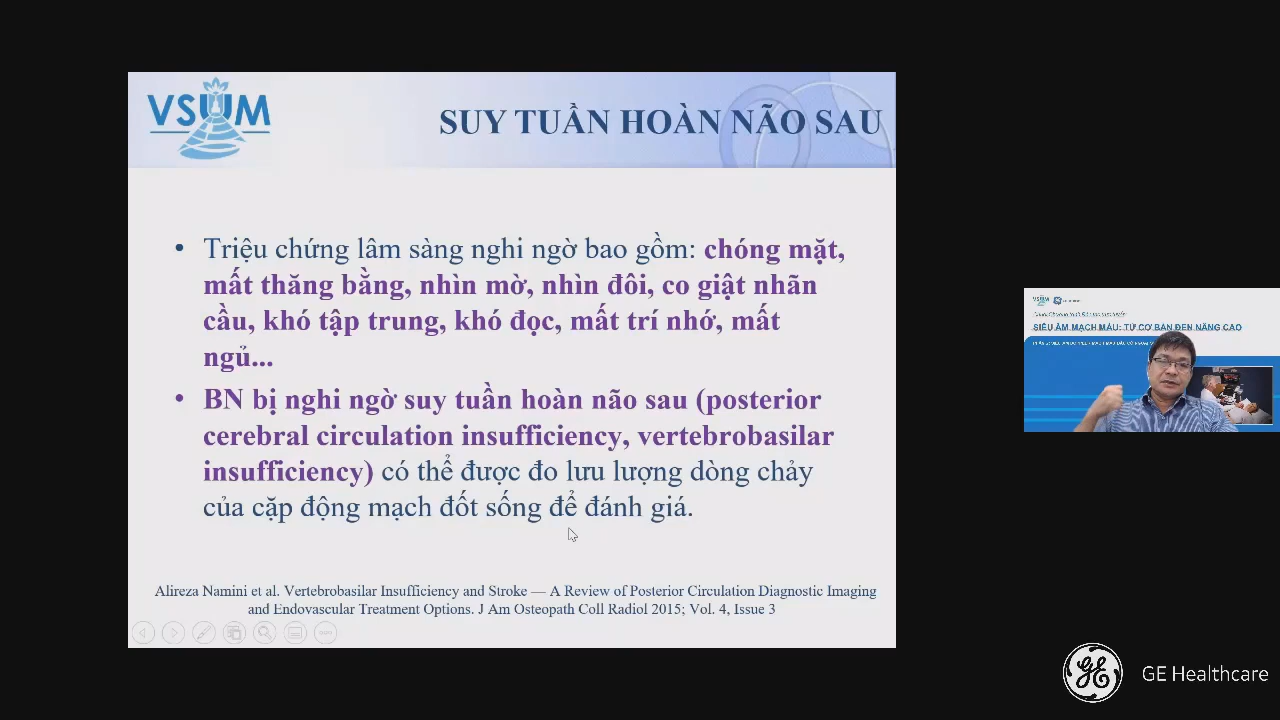 VSUM
SUY TUẦN HOÀN NÃO SAU
• Triệu chứng lâm sàng nghi ngờ bao gồm: chóng mặt,
mất thăng bằng, nhìn mờ, nhìn đôi, co giật nhãn
cầu, khó tập trung, khó đọc, mất trí nhớ, mất
ngủ...
• BN bị nghi ngờ suy tuần hoàn não sau (posterior
cerebral circulation insufficiency, vertebrobasilar
insufficiency) có thể được đo lưu lượng dòng chảy
của cặp động mạch đốt sống để đánh giá.
Alireza Namini et al. Vertebrobasilar Insufficiency and Stroke — A Review of Posterior Circulation Diagnostic Imaging
and Endovascular Treatment Options. J Am Osteopath Coll Radiol 2015; Vol. 4, Issue 3
VSUM
SIÊU ÂM MẠCH MÁU: TỪ CƠ BẢN ĐẾN NÂNG CAO
GE Healthcare